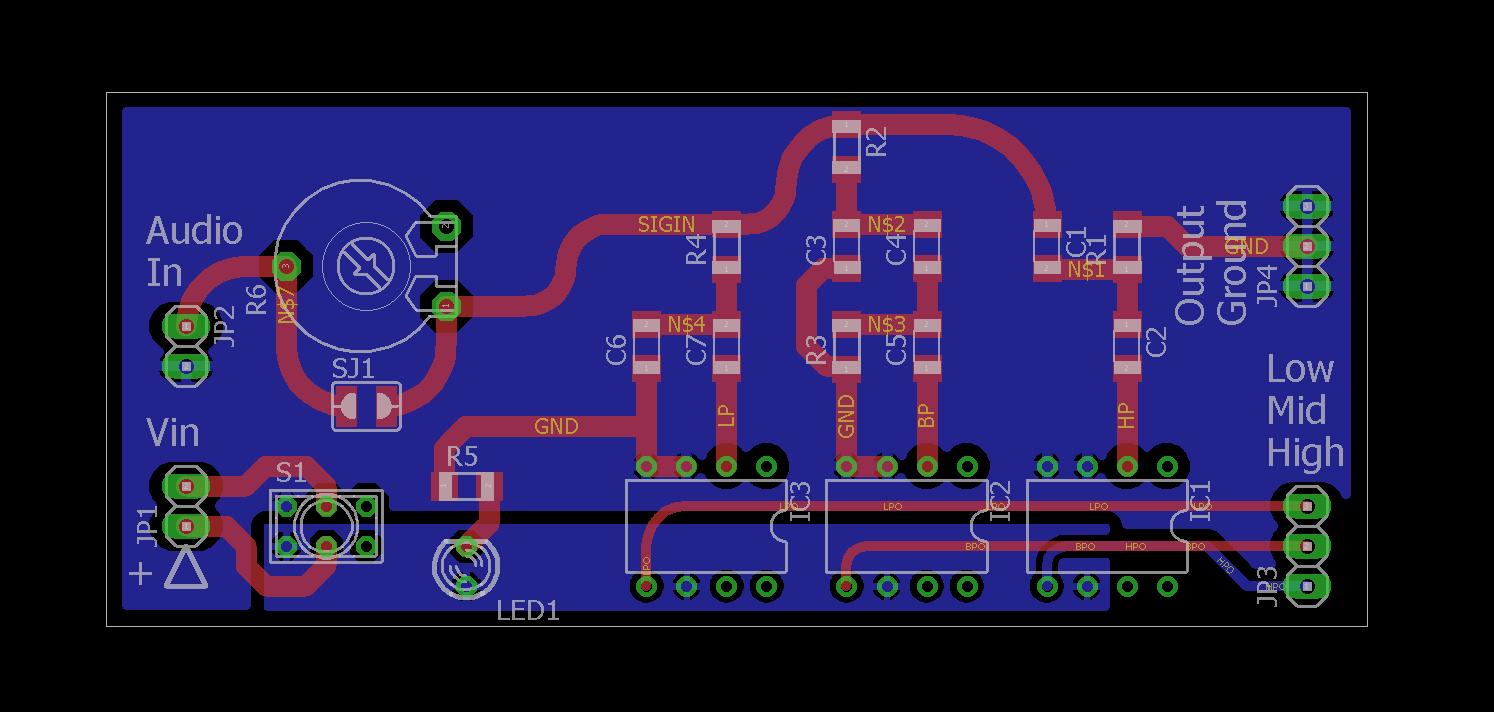 R2
Audio
In
SIGIN
R4
N$2
C3
C4
C1
R1
N$1
GND
Output
Ground
JP4
R6
N$7
JP2
SJ1
C6
N$4
C7
R3
N$3
C5
C2
Low
Mid
High
Vin
GND
LP
GND
BP
HP
R5
S1
JP1
+
LED1
IC3
IC2
IC1
LPO
LPO
LPO
BPO
BPO
HPO
BPO
HPO
HPO
JP3